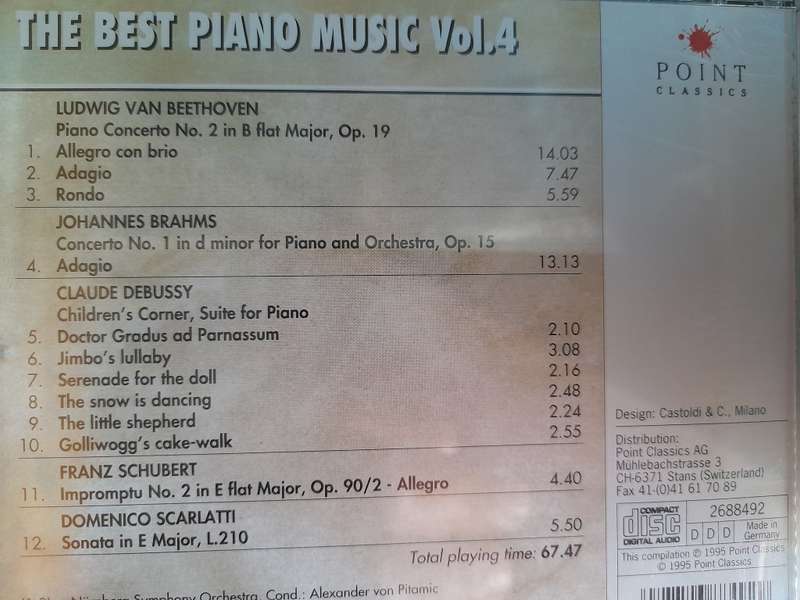 THE BEST PIANO MUSIC Vol.4
LUDWIG VAN BEETHOVEN
Piano Concerto No. 2 in B flat Major, Op. 19
1. Allegro con brio 14.03
2. Adagio 7.47
3. Rondo 5.59
JOHANNES BRAHMS
Concerto No. 1 in d minor for Piano and Orchestra, Op. 15
4. Adagio 13.13
CLAUDE DEBUSSY
Children's Corner, Suite for Piano
5. Doctor Gradus ad Parnassum 2.10
6. Jimbo's lullaby 3.08
7. Serenade for the doll 2.16
8. The snow is dancing 2.48
9. The little shepherd 2.24
10. Golliwogg's cake-walk 2.55
FRANZ SCHUBERT
11. Impromptu No. 2 in E flat Major, Op. 90/2 - Allegro 4.40
DOMENICO SCARLATTI
12. Sonata in E Major, L.210 5.50
Total playing time: 67.47
Nürnberg Symphony Orchestra, Cond.: Alexander von Pitamic
POINT
CLASSICS
Design: Castoldi & C., Milano
Distribution:
Point Classics AG
Mühlebachstrasse 3
CH-6371 Stans (Switzerland)
Fax 41-(0)41 61 70 89
COMPACT
disc
DIGITAL AUDIO
2688492
D D D
Made in
Germany
This compilation ℗ 1995 Point Classics
© 1995 Point Classics